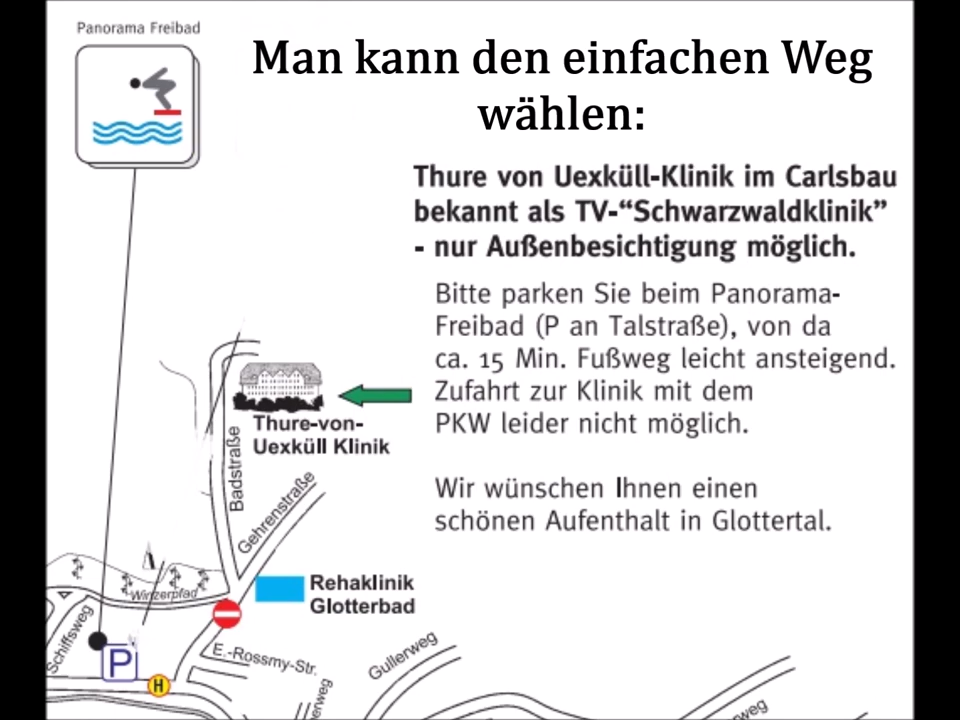 Panorama Freibad
Man kann den einfachen Weg
wählen:
Thure von Uexküll-Klinik im Carlsbau
bekannt als TV-“Schwarzwaldklinik”
- nur Außenbesichtigung möglich.
Bitte parken Sie beim Panorama-
Freibad (P an Talstraße), von da
ca. 15 Min. Fußweg leicht ansteigend.
Zufahrt zur Klinik mit dem
PKW leider nicht möglich.
Wir wünschen Ihnen einen
schönen Aufenthalt in Glottertal.
Thure-von-
Uexküll Klinik
Badstraße
Gehrenstraße
Rehaklinik
Glotterbad
Winzerpfad
Schiffsweg
P
H
E.-Rossmy-Str.
Gullerweg